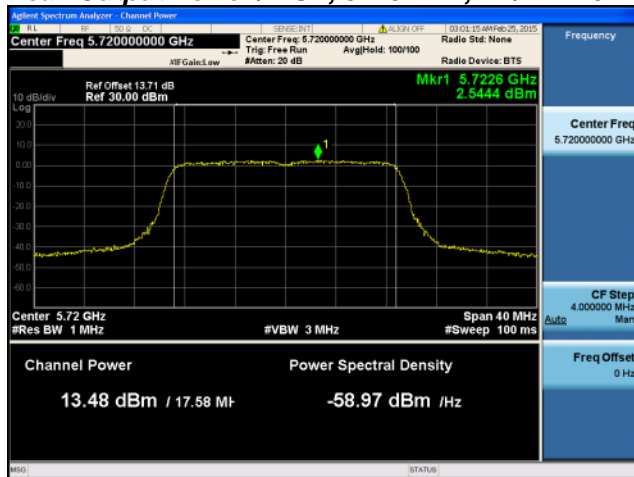 Agilent Spectrum Analyzer - Channel Power
RL RF 50 Ω DC SENSE:INT ALIGN OFF 03:01:15 AM Feb 25, 2015
Center Freq 5.720000000 GHz Center Freq: 5.720000000 GHz Radio Std: None
Trig: Free Run Avg|Hold: 100/100
#IFGain:Low #Atten: 20 dB Radio Device: BTS
Ref Offset 13.71 dB Mkr1 5.7226 GHz
10 dB/div Ref 30.00 dBm 2.5444 dBm
Log
20.0
10.0
1
0.00
-10.0
-20.0
-30.0
-40.0
-50.0
-60.0
Center 5.72 GHz Span 40 MHz
#Res BW 1 MHz #VBW 3 MHz #Sweep 100 ms
Channel Power Power Spectral Density
13.48 dBm / 17.58 MH -58.97 dBm /Hz
MSG STATUS
Frequency
Center Freq
5.720000000 GHz
CF Step
4.000000 MHz
Auto Man
Freq Offset
0 Hz